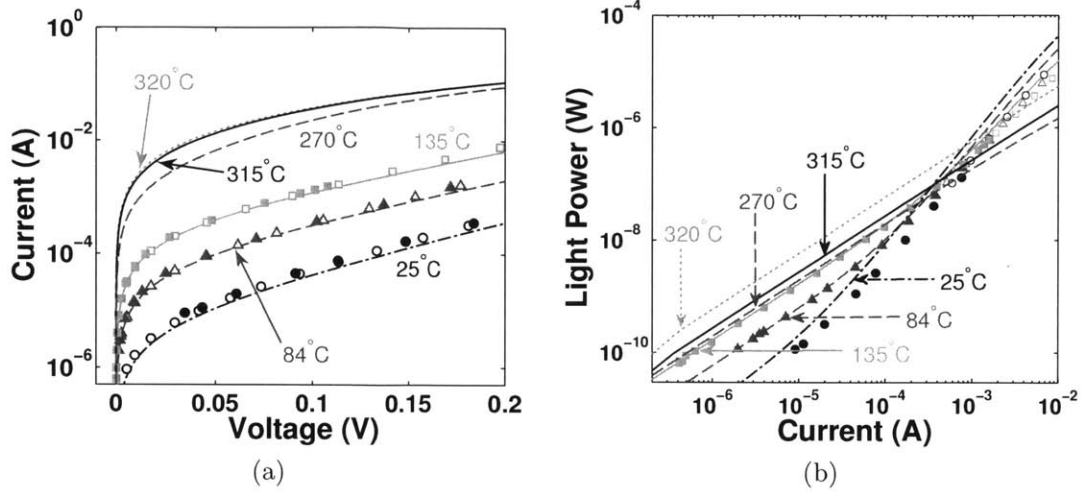 (a)
(b)
Current (A)
10^0
10^-2
10^-4
10^-6
320°C
270°C
135°C
315°C
25°C
84°C
0
0.05
0.1
0.15
0.2
Voltage (V)
(a)
Light Power (W)
10^-4
10^-6
10^-8
10^-10
315°C
270°C
320°C
25°C
84°C
135°C
10^-6
10^-5
10^-4
10^-3
10^-2
Current (A)
(b)